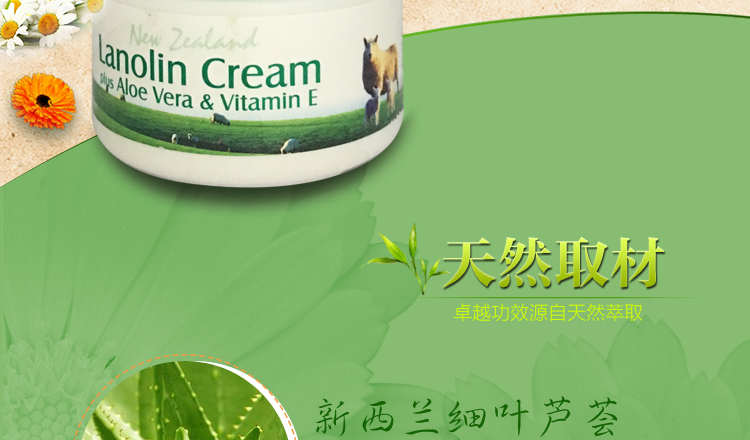 New Zealand
Lanolin Cream
plus Aloe Vera & Vitamin E
天然取材
卓越功效源自天然萃取
新西兰细叶芦荟